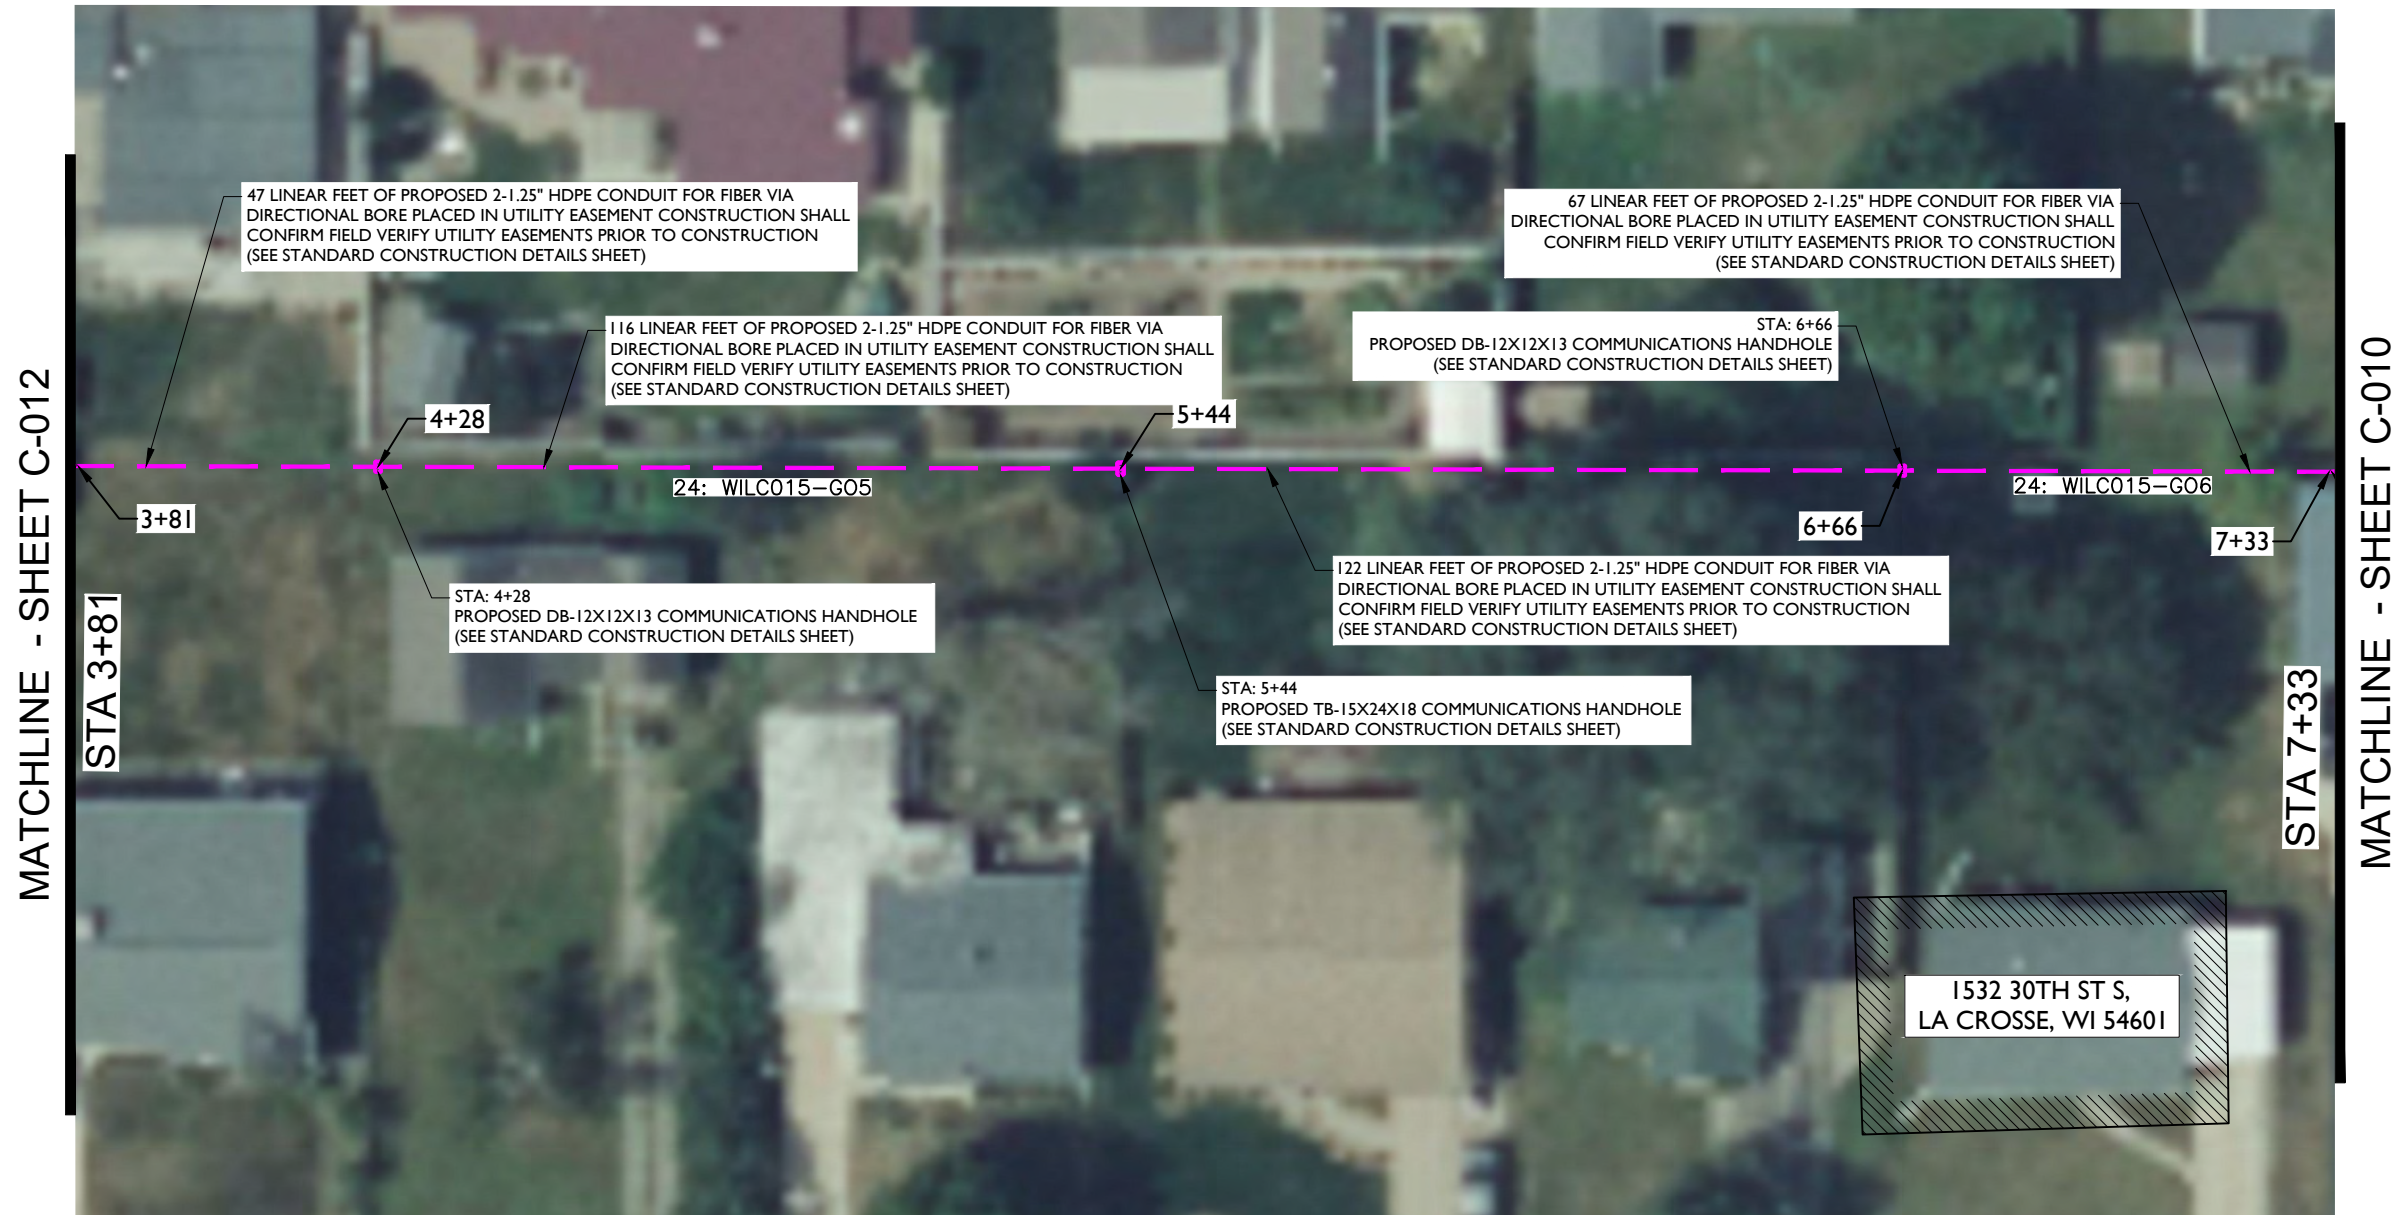 47 LINEAR FEET OF PROPOSED 2-1.25" HDPE CONDUIT FOR FIBER VIA
DIRECTIONAL BORE PLACED IN UTILITY EASEMENT CONSTRUCTION SHALL
CONFIRM FIELD VERIFY UTILITY EASEMENTS PRIOR TO CONSTRUCTION
(SEE STANDARD CONSTRUCTION DETAILS SHEET)
67 LINEAR FEET OF PROPOSED 2-1.25" HDPE CONDUIT FOR FIBER VIA
DIRECTIONAL BORE PLACED IN UTILITY EASEMENT CONSTRUCTION SHALL
CONFIRM FIELD VERIFY UTILITY EASEMENTS PRIOR TO CONSTRUCTION
(SEE STANDARD CONSTRUCTION DETAILS SHEET)
116 LINEAR FEET OF PROPOSED 2-1.25" HDPE CONDUIT FOR FIBER VIA
DIRECTIONAL BORE PLACED IN UTILITY EASEMENT CONSTRUCTION SHALL
CONFIRM FIELD VERIFY UTILITY EASEMENTS PRIOR TO CONSTRUCTION
(SEE STANDARD CONSTRUCTION DETAILS SHEET)
STA: 6+66
PROPOSED DB-12X12X13 COMMUNICATIONS HANDHOLE
(SEE STANDARD CONSTRUCTION DETAILS SHEET)
4+28
5+44
24: WILC015-GO5
24: WILC015-GO6
3+81
6+66
7+33
STA: 4+28
PROPOSED DB-12X12X13 COMMUNICATIONS HANDHOLE
(SEE STANDARD CONSTRUCTION DETAILS SHEET)
122 LINEAR FEET OF PROPOSED 2-1.25" HDPE CONDUIT FOR FIBER VIA
DIRECTIONAL BORE PLACED IN UTILITY EASEMENT CONSTRUCTION SHALL
CONFIRM FIELD VERIFY UTILITY EASEMENTS PRIOR TO CONSTRUCTION
(SEE STANDARD CONSTRUCTION DETAILS SHEET)
STA: 5+44
PROPOSED TB-15X24X18 COMMUNICATIONS HANDHOLE
(SEE STANDARD CONSTRUCTION DETAILS SHEET)
MATCHLINE - SHEET C-012
STA 3+81
STA 7+33
MATCHLINE - SHEET C-010
1532 30TH ST S,
LA CROSSE, WI 54601